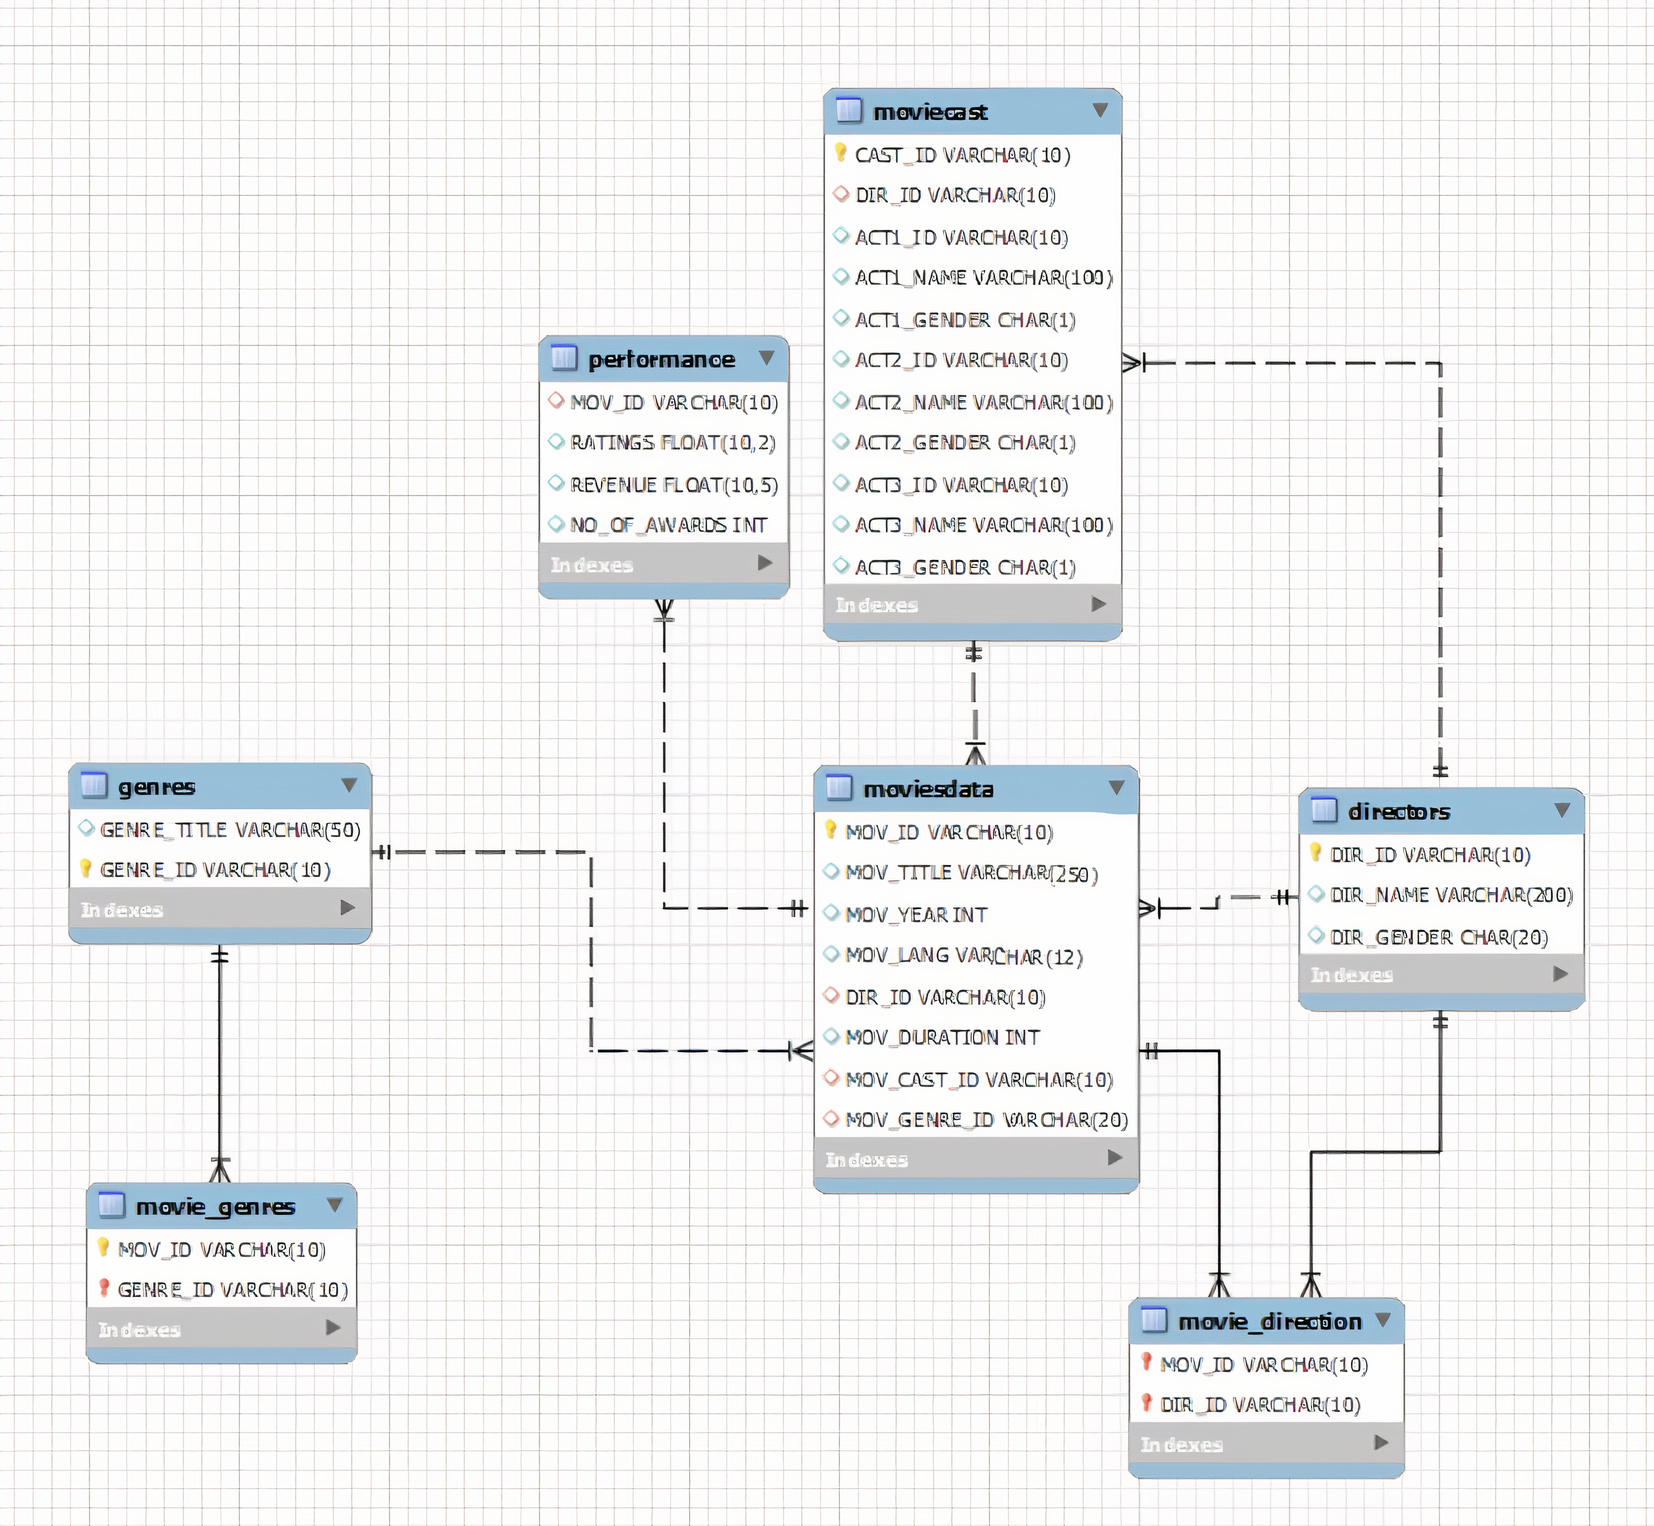 moviecast
CAST_ID VARCHAR(10)
DIR_ID VARCHAR(10)
ACT1_ID VARCHAR(10)
ACT1_NAME VARCHAR(100)
ACT1_GENDER CHAR(1)
ACT2_ID VARCHAR(10)
ACT2_NAME VARCHAR(100)
ACT2_GENDER CHAR(1)
ACT3_ID VARCHAR(10)
ACT3_NAME VARCHAR(100)
ACT3_GENDER CHAR(1)
Indexes
performance
MOV_ID VARCHAR(10)
RATINGS FLOAT(10,2)
REVENUE FLOAT(10,5)
NO_OF_AWARDS INT
Indexes
genres
GENRE_TITLE VARCHAR(50)
GENRE_ID VARCHAR(10)
Indexes
moviesdata
MOV_ID VARCHAR(10)
MOV_TITLE VARCHAR(250)
MOV_YEAR INT
MOV_LANG VARCHAR(12)
DIR_ID VARCHAR(10)
MOV_DURATION INT
MOV_CAST_ID VARCHAR(10)
MOV_GENRE_ID VARCHAR(20)
Indexes
directors
DIR_ID VARCHAR(10)
DIR_NAME VARCHAR(200)
DIR_GENDER CHAR(20)
Indexes
movie_genres
MOV_ID VARCHAR(10)
GENRE_ID VARCHAR(10)
Indexes
movie_direction
MOV_ID VARCHAR(10)
DIR_ID VARCHAR(10)
Indexes